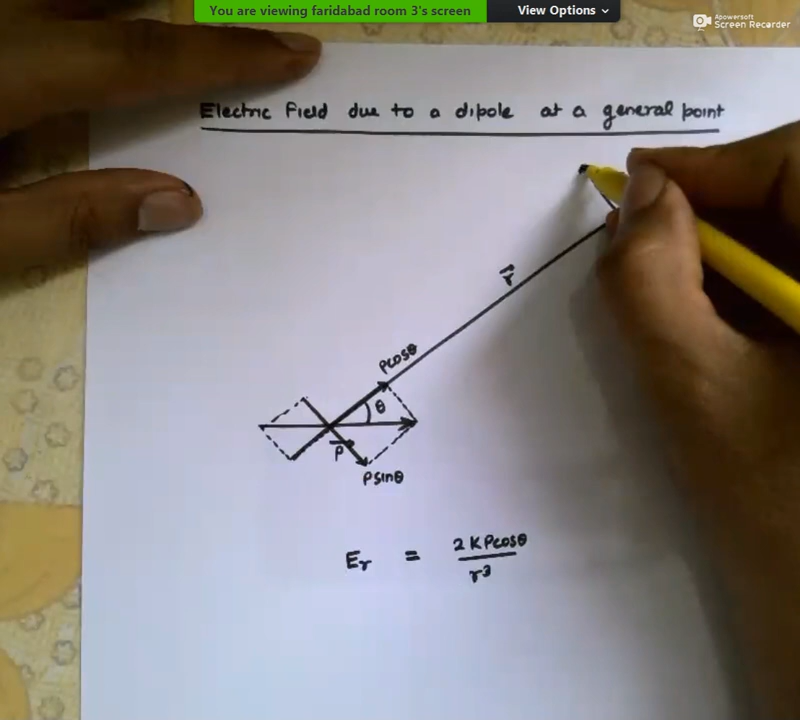 You are viewing faridabad room 3's screen
View Options
Apowersoft
Screen Recorder
Electric Field due to a dipole at a general point
r
Pcosθ
θ
P
Psinθ
Er = 2KPcosθ / r³